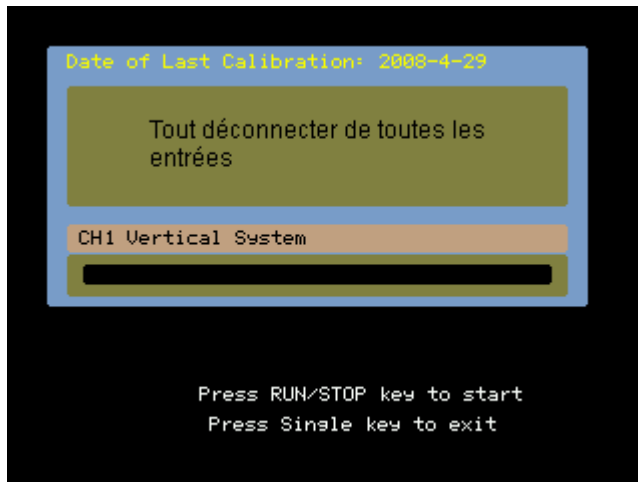 Date of Last Calibration: 2008-4-29
Tout déconnecter de toutes les
entrées
CH1 Vertical System
Press RUN/STOP key to start
Press Single key to exit